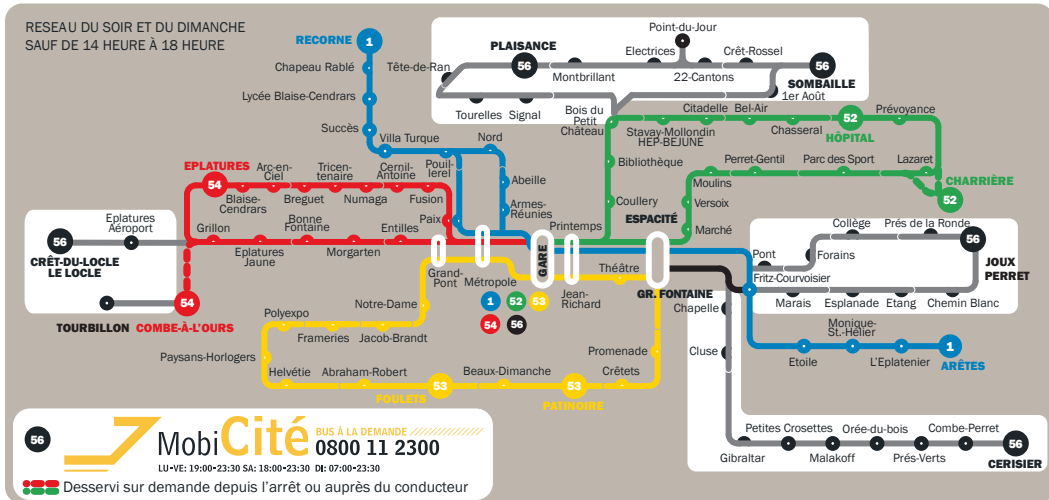 RESEAU DU SOIR ET DU DIMANCHE
SAUF DE 14 HEURE À 18 HEURE
RECORNE
1
Chapeau Rablé
Lycée Blaise-Cendrars
Succès
Villa Turque
Pouil-
lerel
Nord
Abeille
Armes-
Réunies
Point-du-Jour
PLAISANCE
56
Electrices
Crêt-Rossel
56
SOMBAILLE
Tête-de-Ran
Montbrillant
22-Cantons
1er Août
Tourelles
Signal
Bois du
Petit
Château
Citadelle
Bel-Air
52
HÔPITAL
Prévoyance
Stavay-Mollondin
HEP-BEJUNE
Chasseral
Bibliothèque
Coullery
Perret-Gentil
Parc des Sport
Lazaret
CHARRIÈRE
52
Moulins
Versoix
Marché
ESPACITÉ
Printemps
EPLATURES
54
Arc-en-
Ciel
Tricen-
tenaire
Cernil-
Antoine
Blaise-
Cendrars
Breguet
Numaga
Fusion
Paix
Grillon
Bonne
Fontaine
Entilles
Eplatures
Jaune
Morgarten
Eplatures
Aéroport
56
CRÊT-DU-LOCLE
LE LOCLE
TOURBILLON
54
COMBE-À-L'OURS
Grand-
Pont
Métropole
1
52
53
54
56
GARE
Jean-
Richard
Théâtre
GR. FONTAINE
Pont
Fritz-Courvoisier
Forains
Collège
Prés de la Ronde
56
JOUX
PERRET
Marais
Esplanade
Etang
Chemin Blanc
Monique-
St.-Hélier
Etoile
L'Eplatenier
1
ARÊTES
Notre-Dame
Polyexpo
Frameries
Jacob-Brandt
Paysans-Horlogers
Helvétie
Abraham-Robert
53
FOULETS
Beaux-Dimanche
53
PATINOIRE
Crêtets
Promenade
Chapelle
Cluse
Gibraltar
Petites Crosettes
Malakoff
Orée-du-bois
Prés-Verts
Combe-Perret
56
CERISIER
56
MobiCité
BUS À LA DEMANDE
0800 11 2300
LU-VE: 19:00-23:30 SA: 18:00-23:30 DI: 07:00-23:30
Desservi sur demande depuis l'arrêt ou auprès du conducteur